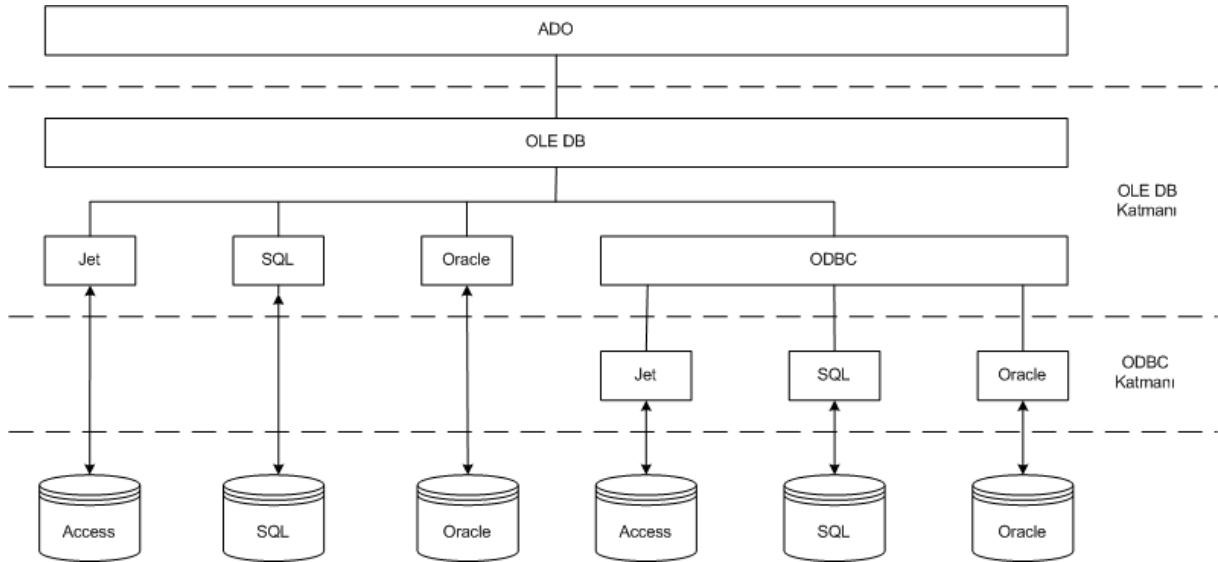 ADO
OLE DB
OLE DB
Katmanı
Jet
SQL
Oracle
ODBC
Jet
SQL
Oracle
ODBC
Katmanı
Access
SQL
Oracle
Access
SQL
Oracle